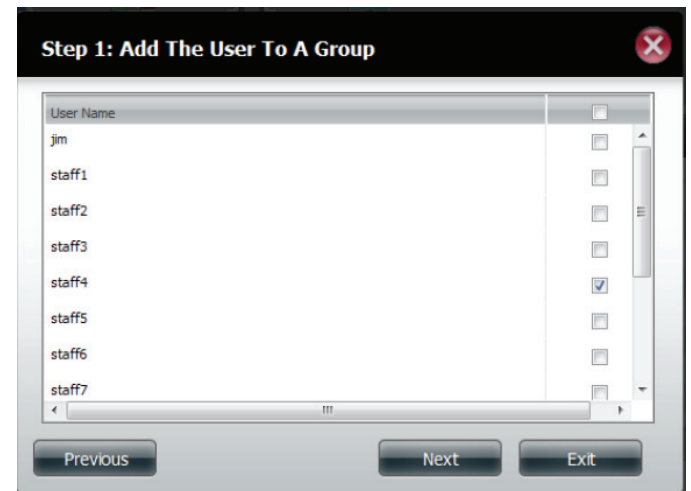 Step 1: Add The User To A Group
User Name
jim
staff1
staff2
staff3
staff4
staff5
staff6
staff7
Previous Next Exit